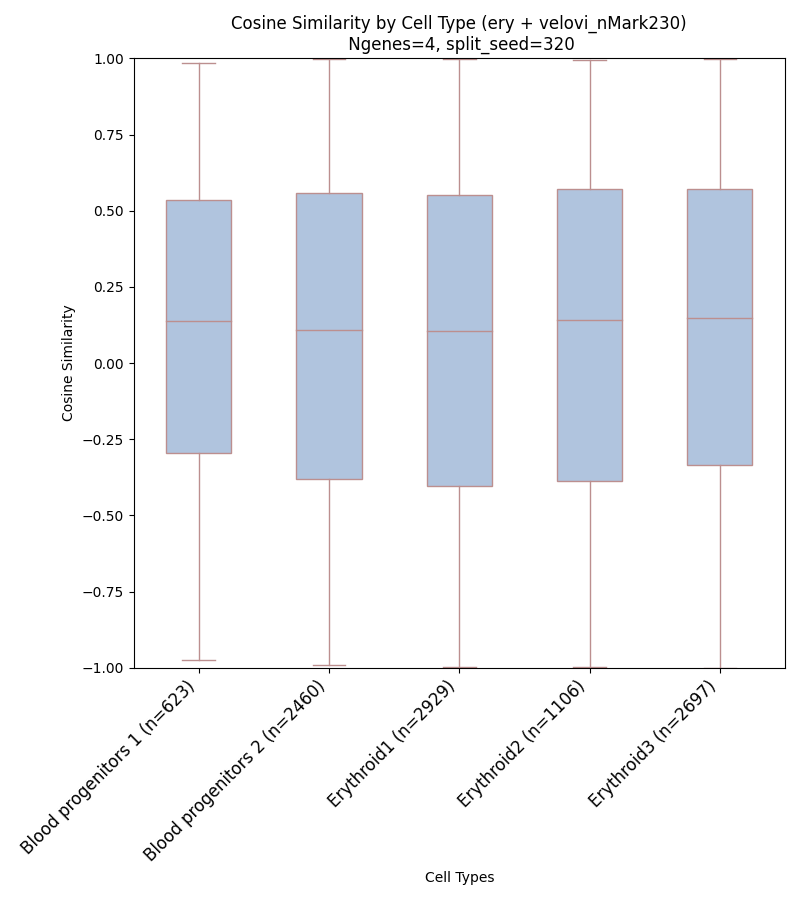 Cosine Similarity by Cell Type (ery + velovi_nMark230)
Ngenes=4, split_seed=320
1.00
0.75
0.50
0.25
0.00
−0.25
−0.50
−0.75
−1.00
Cosine Similarity
Blood progenitors 1 (n=623)
Blood progenitors 2 (n=2460)
Erythroid1 (n=2929)
Erythroid2 (n=1106)
Erythroid3 (n=2697)
Cell Types